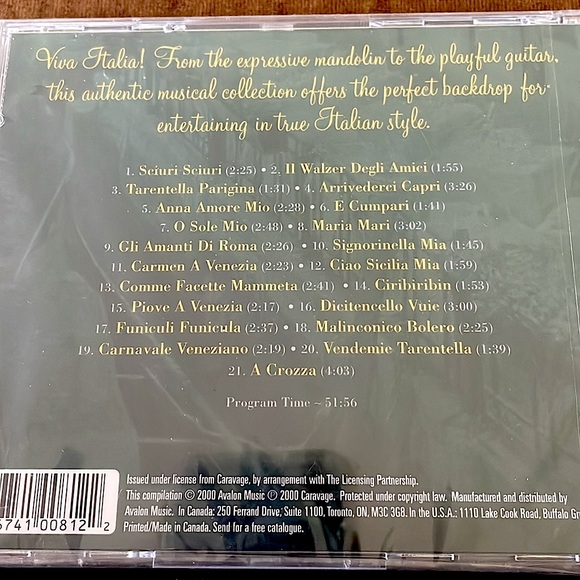 Viva Italia! From the expressive mandolin to the playful guitar,
this authentic musical collection offers the perfect backdrop for
entertaining in true Italian style.
1. Sciuri Sciuri (2:25) • 2. Il Walzer Degli Amici (1:55)
3. Tarentella Parigina (1:31) • 4. Arrivederci Capri (3:26)
5. Anna Amore Mio (2:28) • 6. E Cumpari (1:41)
7. O Sole Mio (2:48) • 8. Maria Mari (3:02)
9. Gli Amanti Di Roma (2:26) • 10. Signorinella Mia (1:45)
11. Carmen A Venezia (2:23) • 12. Ciao Sicilia Mia (1:59)
13. Comme Facette Mammeta (2:41) • 14. Ciribiribin (1:53)
15. Piove A Venezia (2:17) • 16. Dicitencello Vuie (3:00)
17. Funiculi Funicula (2:37) • 18. Malinconico Bolero (2:25)
19. Carnavale Veneziano (2:19) • 20. Vendemie Tarentella (1:39)
21. A Crozza (4:03)
Program Time ~ 51:56
Issued under license from Caravage, by arrangement with The Licensing Partnership.
This compilation © 2000 Avalon Music ℗ 2000 Caravage. Protected under copyright law. Manufactured and distributed by
Avalon Music. In Canada: 250 Ferrand Drive, Suite 1100, Toronto, ON, M3C 3G8. In the U.S.A.: 1110 Lake Cook Road, Buffalo Gr
Printed/Made in Canada. Send for a free catalogue.
6741 00812 2